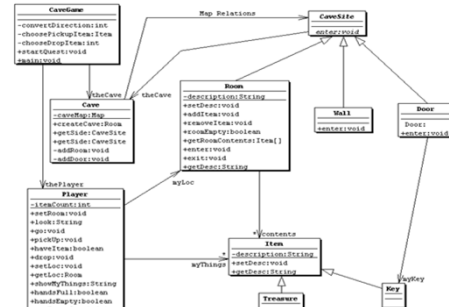 CaveGame
-convertDirection:int
-choosePickupItem:Item
-chooseDropItem:int
+startQuest:void
+main:void
Map Relations
CaveSite
enter:void
theCave
theCave
Cave
-caveMap:Map
+createCave:Room
+getSide:CaveSite
+getSide:CaveSite
-addRoom:void
-addDoor:void
Room
-description:String
+setDesc:void
+addItem:void
+removeItem:void
+roomEmpty:boolean
+getRoomContents:Item[]
+enter:void
+exit:void
+getDesc:String
Wall
+enter:void
Door
Door:
+enter:void
thePlayer
myLoc
Player
-itemCount:int
+setRoom:void
+look:String
+go:void
+pickUp:void
+haveItem:boolean
+drop:void
+setLoc:void
+getLoc:Room
+showMyThings:String
+handsFull:boolean
+handsEmpty:boolean
*contents
*
myThings
Item
-description:String
+setDesc:void
+getDesc:String
myKey
Key
Treasure